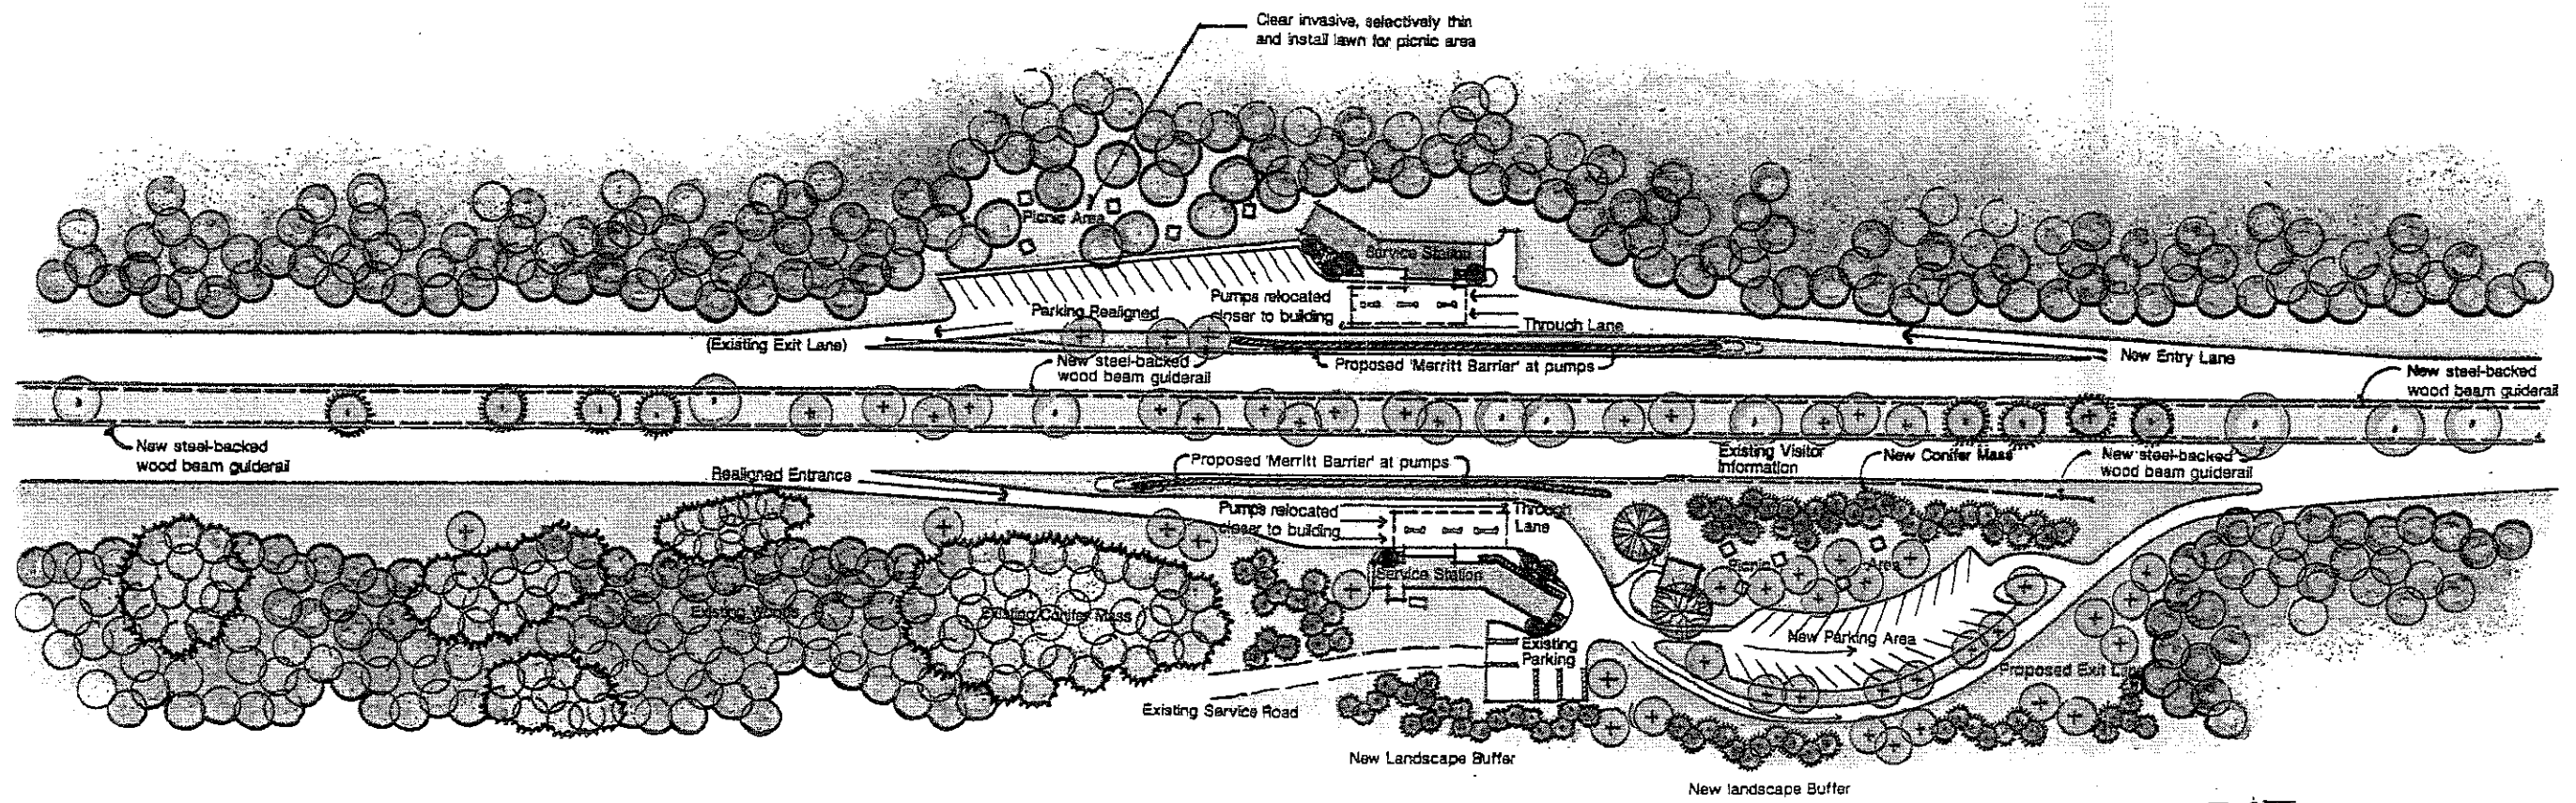 Clear invasive, selectively thin
and install lawn for picnic area
Picnic Area
Service Station
Pumps relocated
closer to building
Parking Realigned
Through Lane
(Existing Exit Lane)
New steel-backed
wood beam guiderail
Proposed 'Merritt Barrier' at pumps
New Entry Lane
New steel-backed
wood beam guiderail
New steel-backed
wood beam guiderail
Realigned Entrance
Proposed 'Merritt Barrier' at pumps
Existing Visitor
Information
New Conifer Mass
New steel-backed
wood beam guiderail
Pumps relocated
closer to building
Through
Lane
Service Station
Picnic Area
Existing Woods
Existing Conifer Mass
New Parking Area
Existing
Parking
Proposed Exit Lane
Existing Service Road
New Landscape Buffer
New landscape Buffer